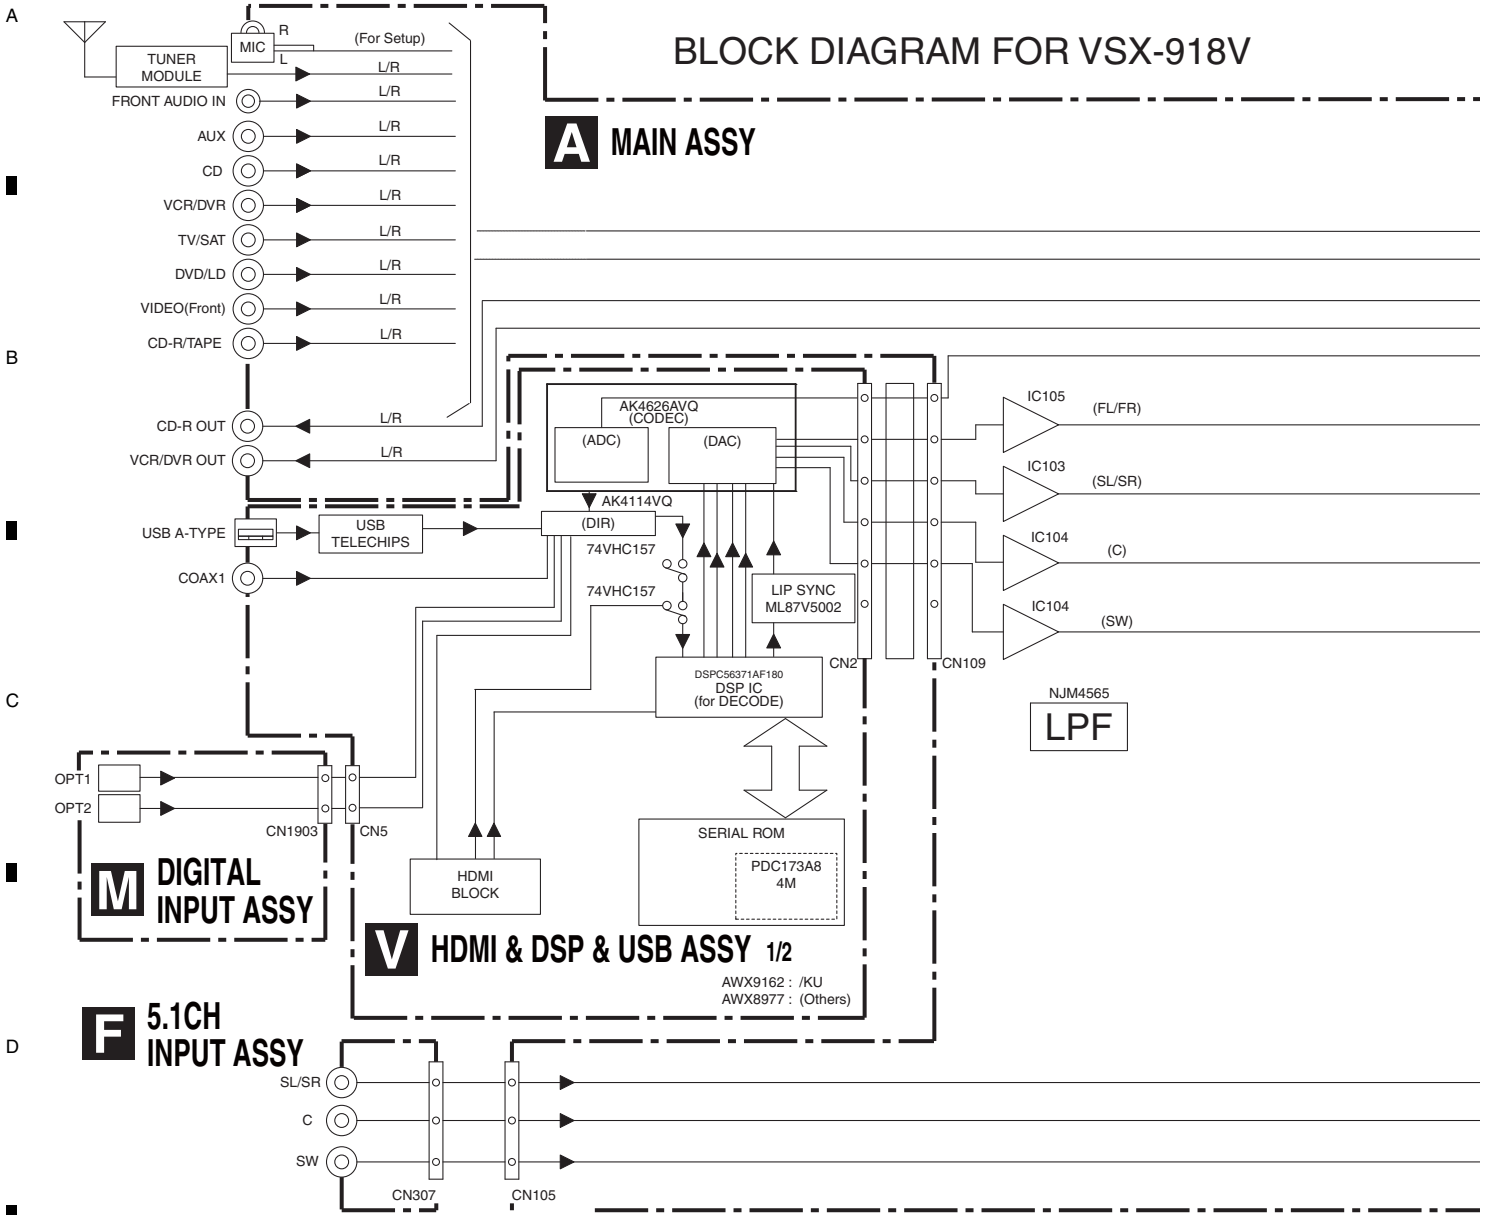 A
BLOCK DIAGRAM FOR VSX-918V
R
MIC
L
(For Setup)
TUNER
MODULE
L/R
FRONT AUDIO IN
L/R
A MAIN ASSY
AUX
L/R
CD
L/R
VCR/DVR
L/R
TV/SAT
L/R
DVD/LD
L/R
VIDEO(Front)
L/R
CD-R/TAPE
L/R
B
CD-R OUT
L/R
VCR/DVR OUT
L/R
AK4626AVQ
(CODEC)
(ADC)
(DAC)
IC105
(FL/FR)
IC103
(SL/SR)
IC104
(C)
IC104
(SW)
USB A-TYPE
USB
TELECHIPS
AK4114VQ
(DIR)
74VHC157
COAX1
74VHC157
LIP SYNC
ML87V5002
CN2
CN109
DSPC56371AF180
DSP IC
(for DECODE)
C
NJM4565
LPF
OPT1
OPT2
CN1903
CN5
SERIAL ROM
PDC173A8
4M
HDMI
BLOCK
M DIGITAL
INPUT ASSY
V HDMI & DSP & USB ASSY 1/2
AWX9162 : /KU
AWX8977 : (Others)
F 5.1CH
INPUT ASSY
D
SL/SR
C
SW
CN307
CN105